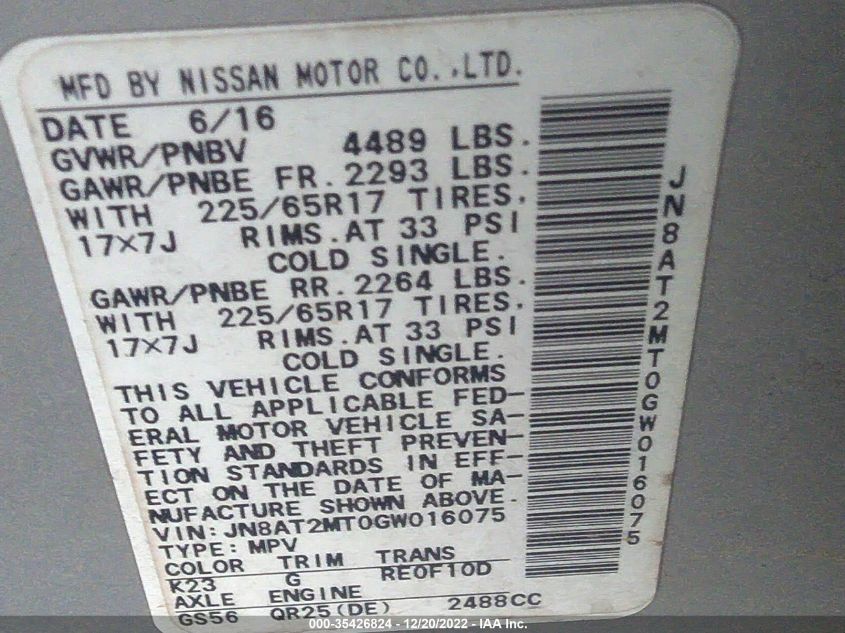 MFD BY NISSAN MOTOR CO.,LTD.
DATE 6/16
GVWR/PNBV 4489 LBS.
GAWR/PNBE FR. 2293 LBS.
WITH 225/65R17 TIRES.
17×7J RIMS. AT 33 PSI
COLD SINGLE.
GAWR/PNBE RR. 2264 LBS.
WITH 225/65R17 TIRES.
17×7J RIMS. AT 33 PSI
COLD SINGLE.
THIS VEHICLE CONFORMS
TO ALL APPLICABLE FED-
ERAL MOTOR VEHICLE SA-
FETY AND THEFT PREVEN-
TION STANDARDS IN EFF-
ECT ON THE DATE OF MA-
NUFACTURE SHOWN ABOVE.
VIN: JN8AT2MT0GW016075
TYPE: MPV
COLOR TRIM TRANS
K23 G RE0F10D
AXLE ENGINE
GS56 QR25(DE) 2488CC
JN8AT2MT0GW016075
000-35426824 - 12/20/2022 - IAA Inc.